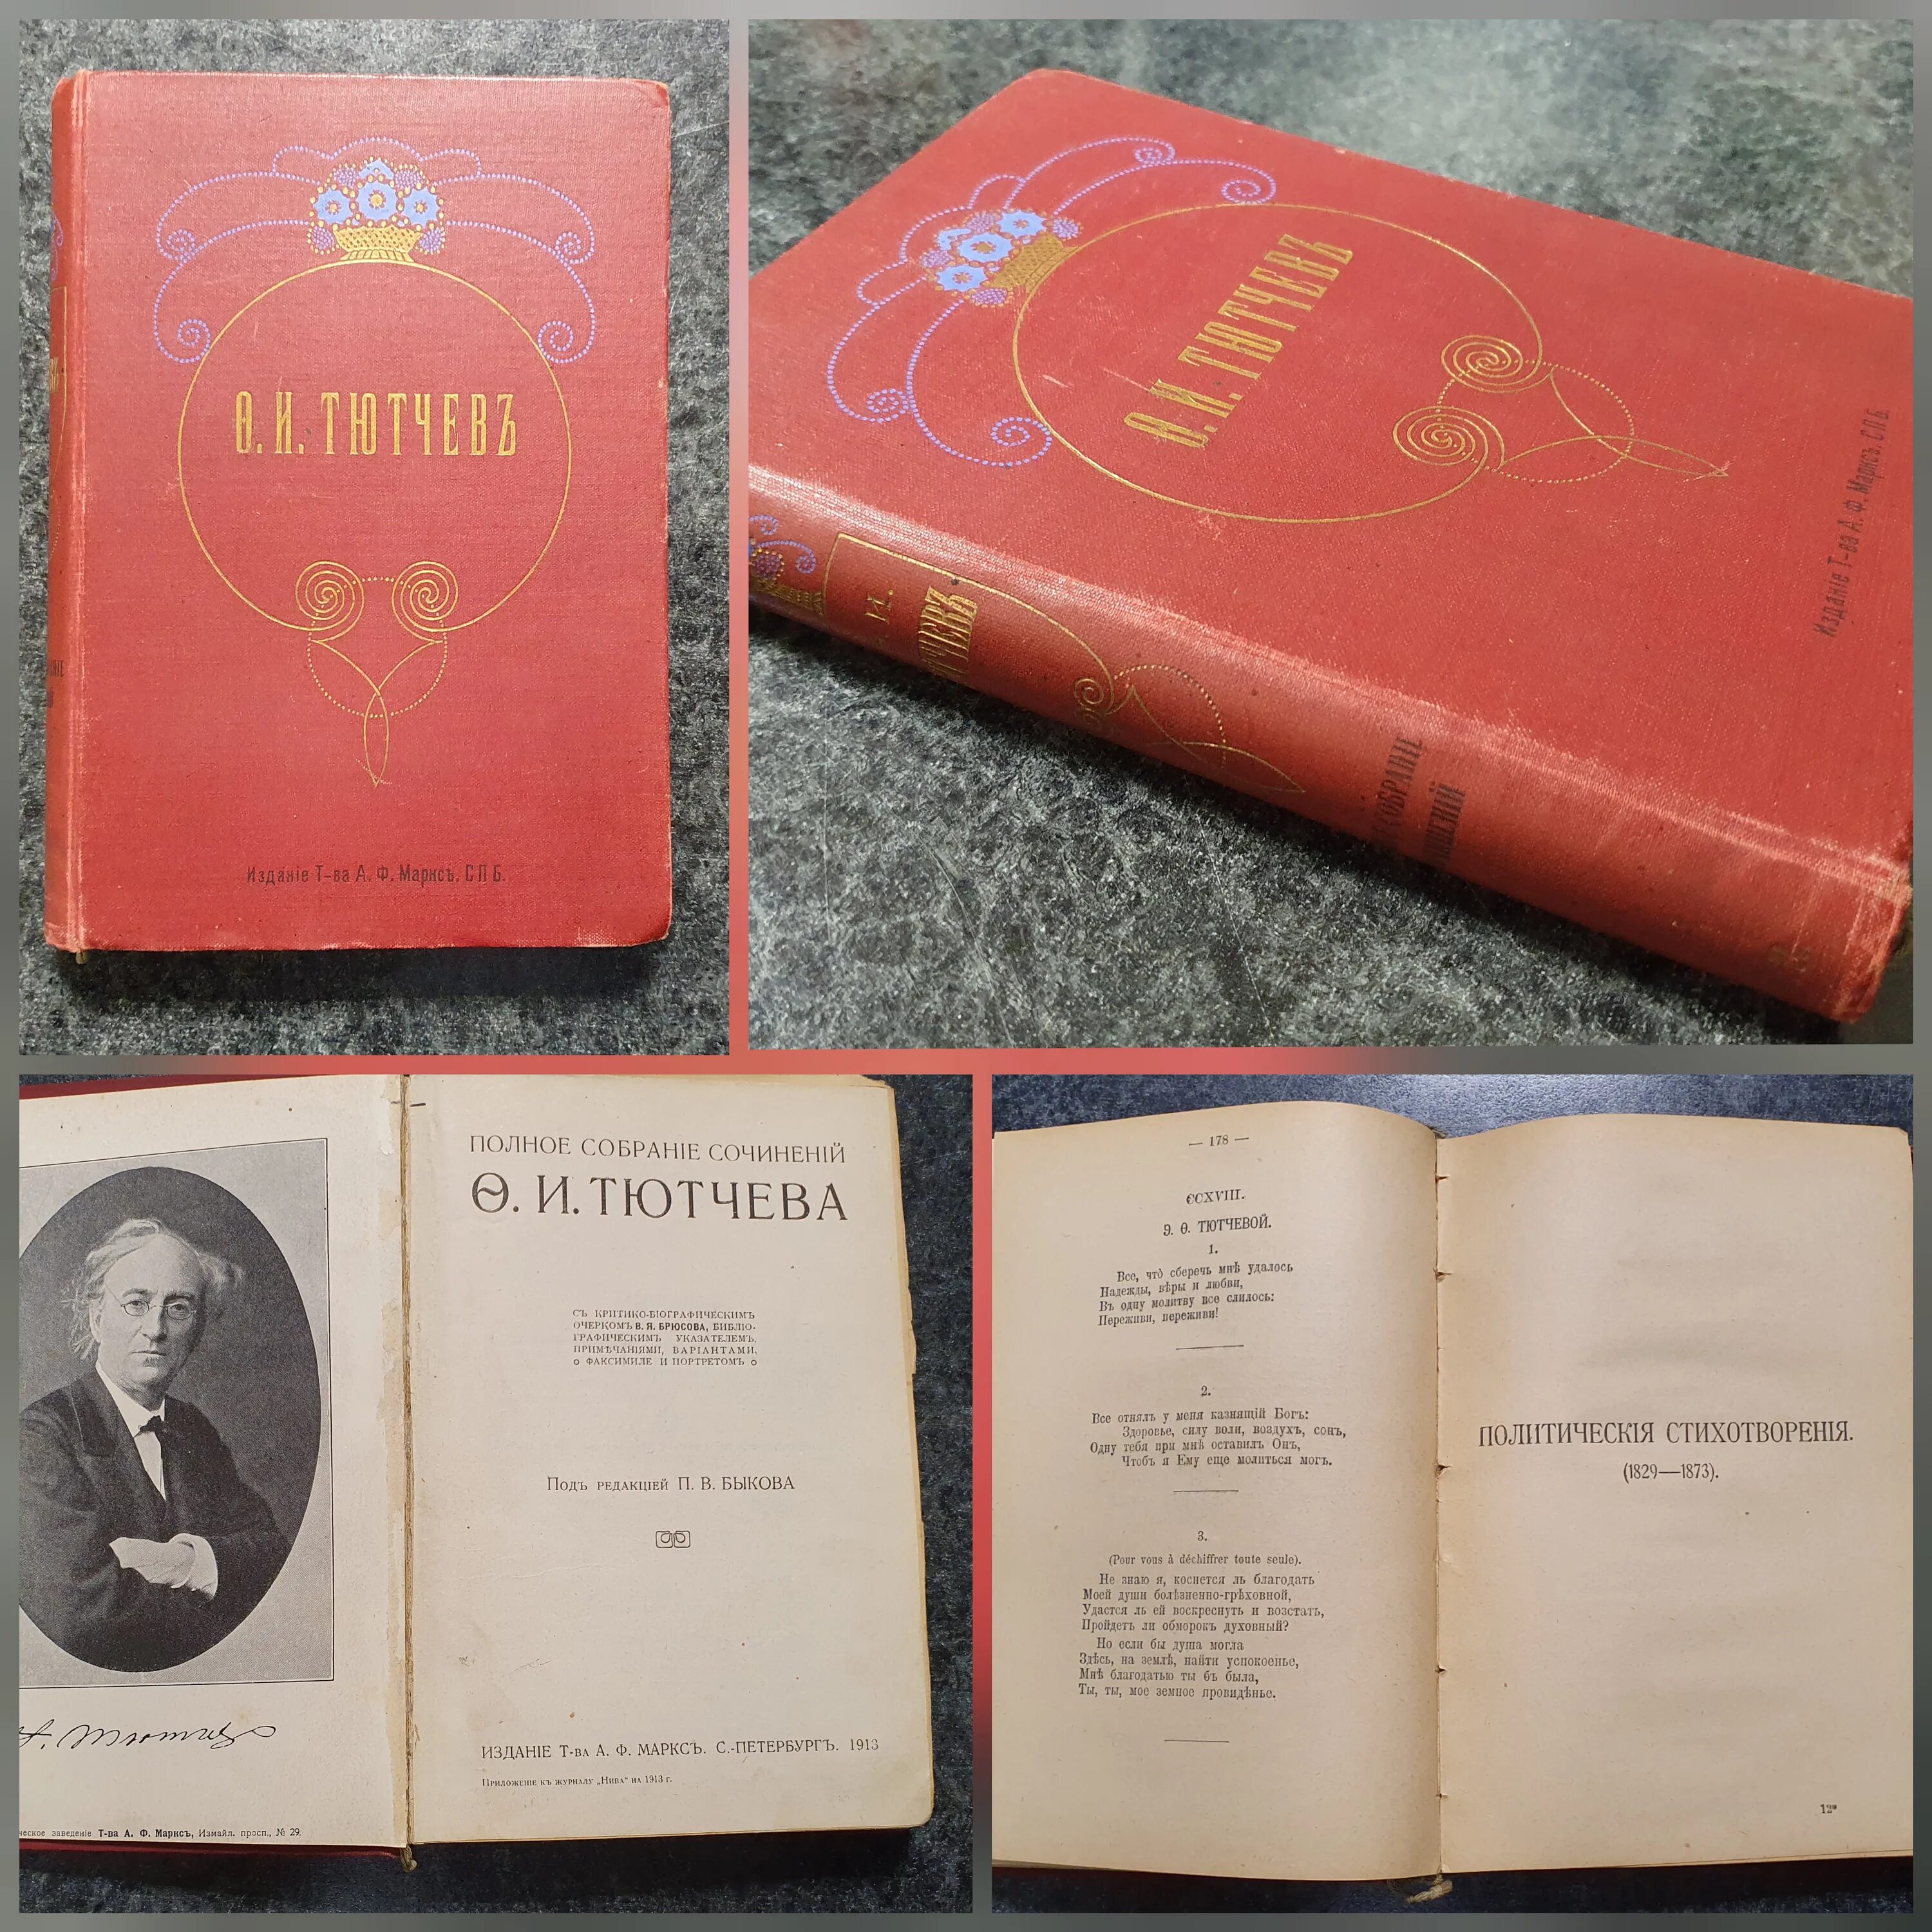 Ѳ. И. ТЮТЧЕВЪ
Изданіе Т-ва А. Ф. Марксъ. С П Б.
Ѳ. И. ТЮТЧЕВЪ
Изданіе Т-ва А. Ф. Марксъ. С П Б.
И.
СОБРАНІЕ
ПОЛНОЕ СОБРАНІЕ СОЧИНЕНІЙ
Ѳ. И. ТЮТЧЕВА
СЪ КРИТИКО-БІОГРАФИЧЕСКИМЪ
ОЧЕРКОМЪ В. Я. БРЮСОВА, БИБЛІО-
ГРАФИЧЕСКИМЪ УКАЗАТЕЛЕМЪ,
ПРИМѢЧАНІЯМИ, ВАРІАНТАМИ,
ФАКСИМИЛЕ И ПОРТРЕТОМЪ
ПОДЪ РЕДАКЦІЕЙ П. В. БЫКОВА
ИЗДАНІЕ Т-ВА А. Ф. МАРКСЪ. С.-ПЕТЕРБУРГЪ. 1913
ПРИЛОЖЕНІЕ КЪ ЖУРНАЛУ „НИВА" НА 1913 Г.
Тютчевъ
заведеніе Т-ва А. Ф. Марксъ, Измайл. просп., № 29.
— 178 —
CCXVIII.
Э. Ѳ. ТЮТЧЕВОЙ.
1.
Все, что̀ сберечь мнѣ удалось
Надежды, вѣры и любви,
Въ одну молитву все слилось:
Переживи, переживи!
2.
Все отнялъ у меня казнящій Богъ:
Здоровье, силу воли, воздухъ, сонъ,
Одну тебя при мнѣ оставилъ Онъ,
Чтобъ я Ему еще молиться могъ.
3.
(Pour vous à déchiffrer toute seule).
Не знаю я, коснется ль благодать
Моей души болѣзненно-грѣховной,
Удастся ль ей воскреснуть и возстать,
Пройдетъ ли обморокъ духовный?
Но если бы душа могла
Здѣсь, на землѣ, найти успокоенье,
Мнѣ благодатью ты бъ была,
Ты, ты, мое земное провидѣнье.
ПОЛИТИЧЕСКІЯ СТИХОТВОРЕНІЯ.
(1829—1873).
12*